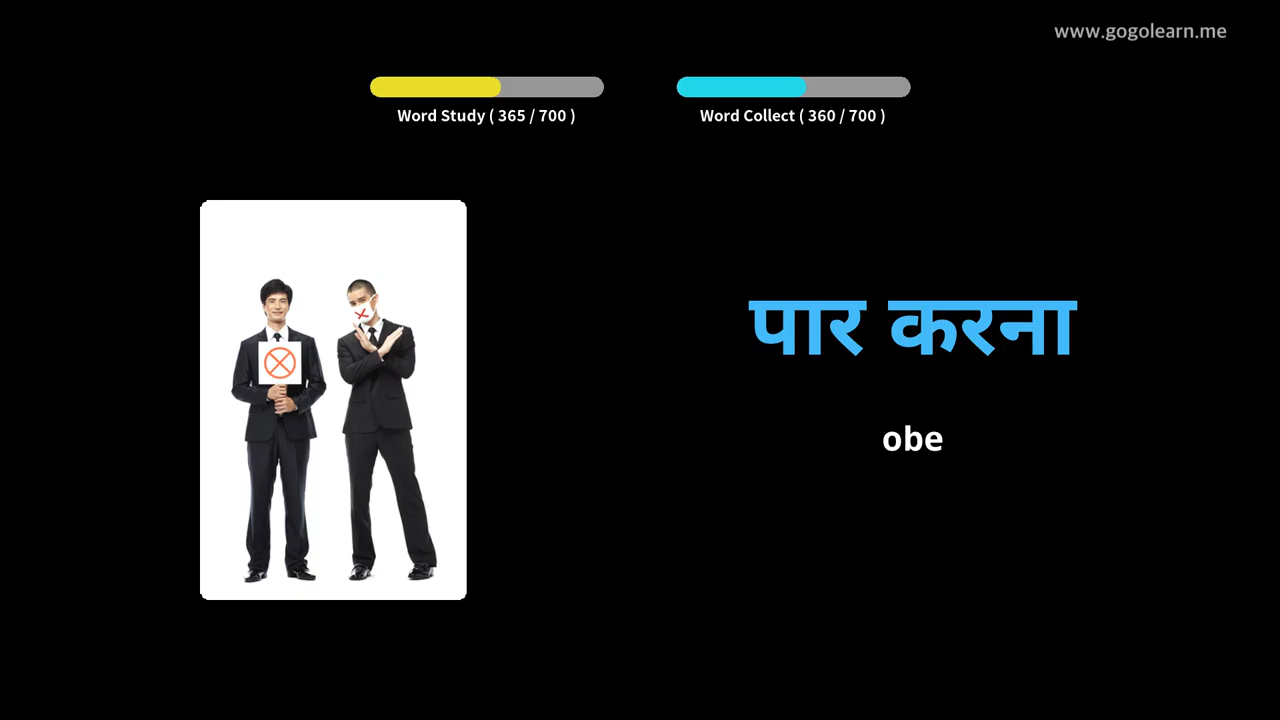 www.gogolearn.me
Word Study ( 365 / 700 )
Word Collect ( 360 / 700 )
पार करना
obe